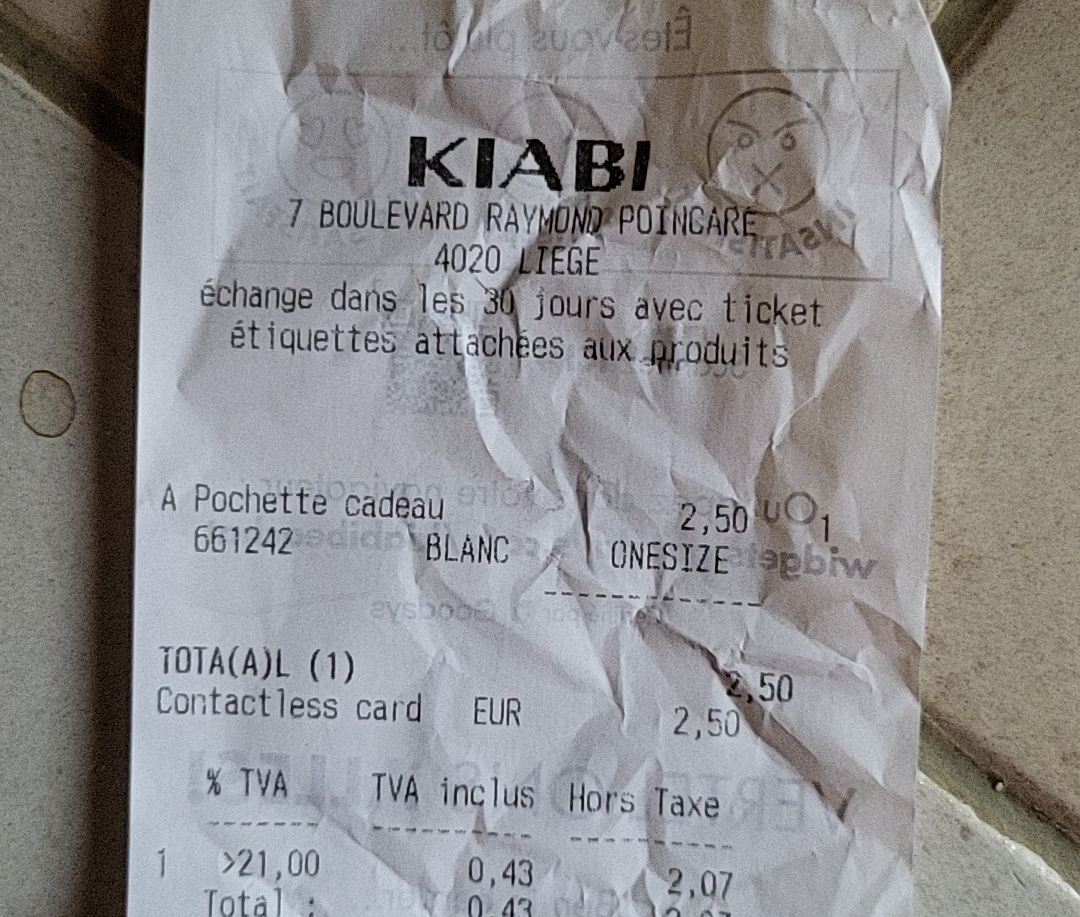 KIABI
7 BOULEVARD RAYMOND POINCARE
4020 LIEGE
échange dans les 30 jours avec ticket
étiquettes attachées aux produits
A Pochette cadeau 2,50 1
661242 BLANC ONESIZE
--------------
TOTA(A)L (1) 2,50
Contactless card EUR 2,50
% TVA TVA inclus Hors Taxe
------- ---------- ----------
1 >21,00 0,43 2,07
Total : 0,43